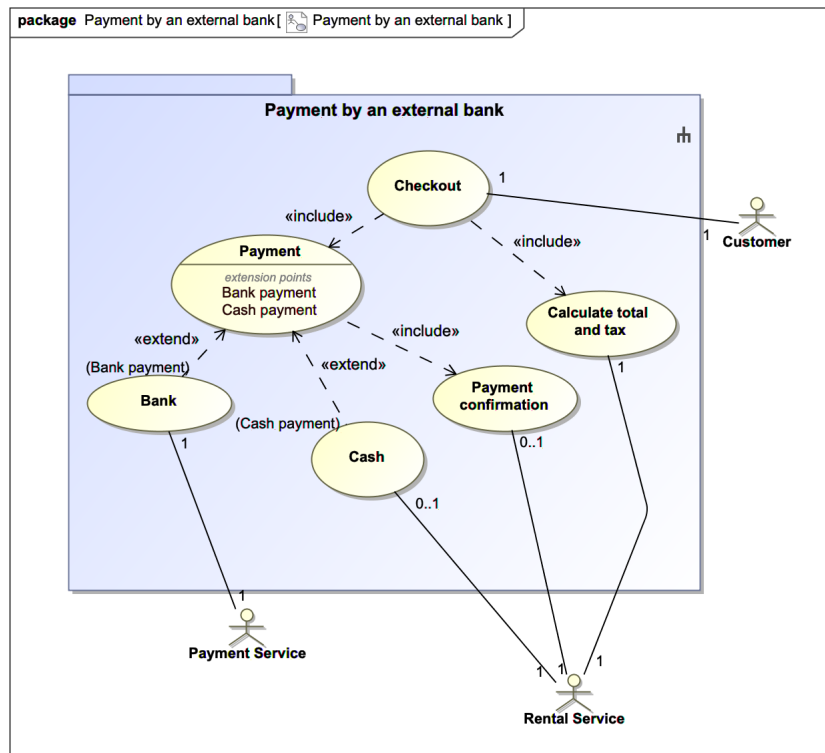 package Payment by an external bank[ Payment by an external bank ]
Payment by an external bank
Checkout
1
1
Customer
«include»
«include»
Payment
extension points
Bank payment
Cash payment
Calculate total
and tax
1
«extend»
(Bank payment)
«include»
«extend»
Bank
1
Payment
confirmation
0..1
(Cash payment)
Cash
0..1
1
Payment Service
1
1
1
Rental Service